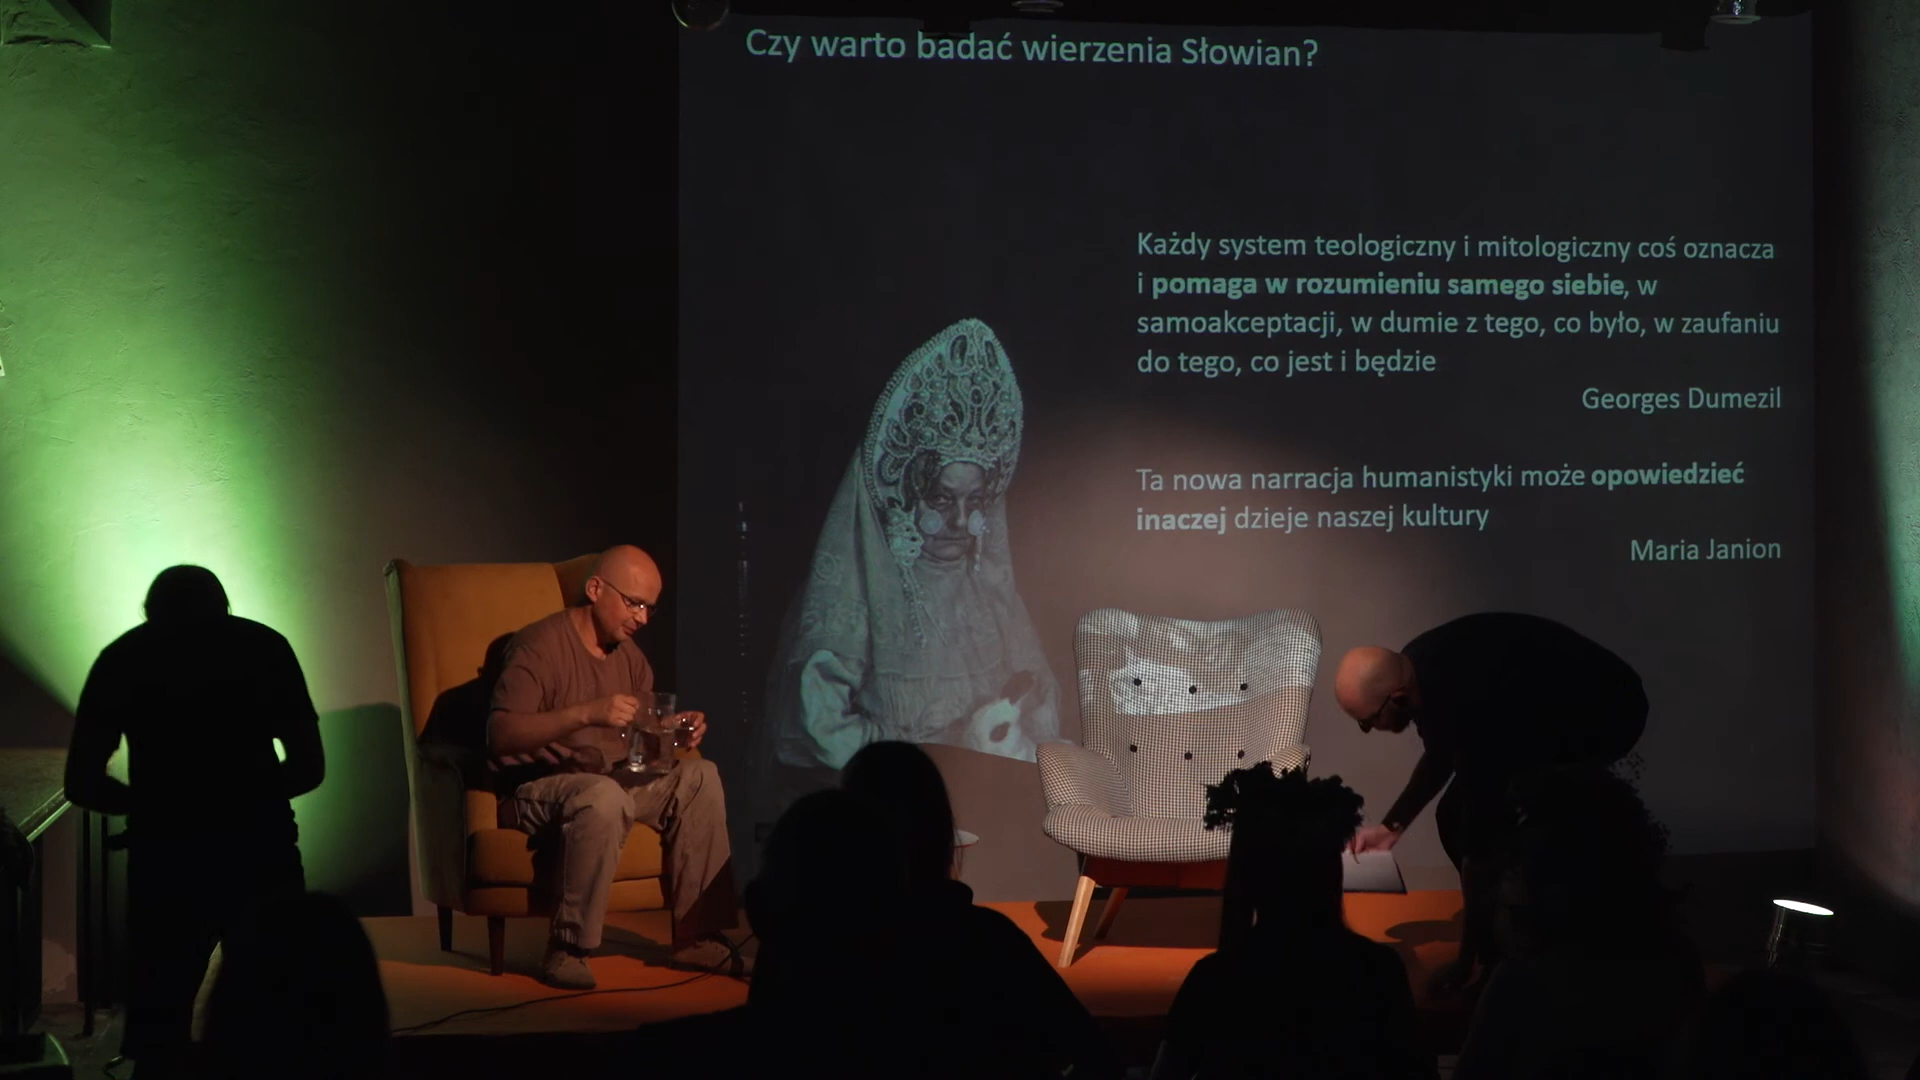 Czy warto badać wierzenia Słowian?
Każdy system teologiczny i mitologiczny coś oznacza
i pomaga w rozumieniu samego siebie, w
samoakceptacji, w dumie z tego, co było, w zaufaniu
do tego, co jest i będzie
Georges Dumezil
Ta nowa narracja humanistyki może opowiedzieć
inaczej dzieje naszej kultury
Maria Janion